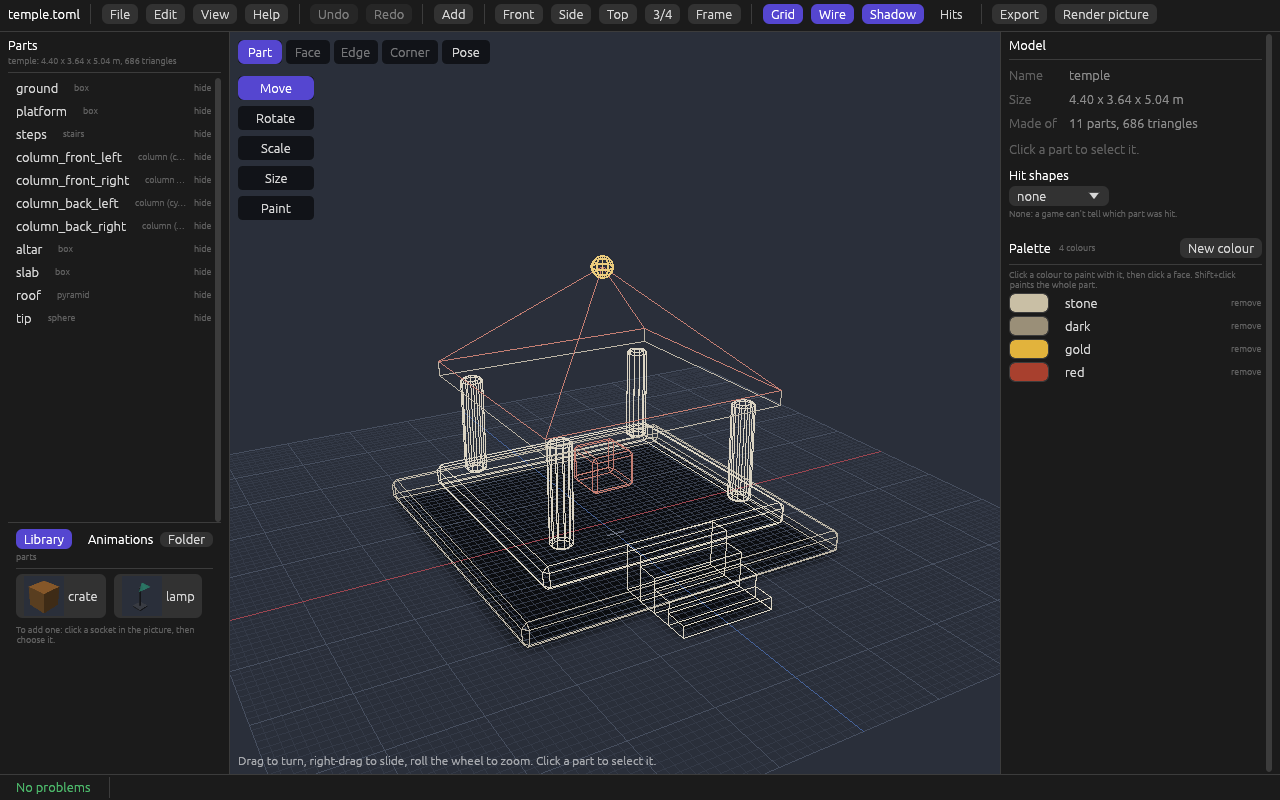 temple.toml File Edit View Help Undo Redo Add Front Side Top 3/4 Frame Grid Wire Shadow Hits Export Render picture
Parts
temple: 4.40 x 3.64 x 5.04 m, 686 triangles
ground box hide
platform box hide
steps stairs hide
column_front_left column (c... hide
column_front_right column ... hide
column_back_left column (cy... hide
column_back_right column (... hide
altar box hide
slab box hide
roof pyramid hide
tip sphere hide
Library Animations Folder
parts
crate lamp
To add one: click a socket in the picture, then
choose it.
Part Face Edge Corner Pose
Move
Rotate
Scale
Size
Paint
Drag to turn, right-drag to slide, roll the wheel to zoom. Click a part to select it.
Model
Name temple
Size 4.40 x 3.64 x 5.04 m
Made of 11 parts, 686 triangles
Click a part to select it.
Hit shapes
none
None: a game can't tell which part was hit.
Palette 4 colours New colour
Click a colour to paint with it, then click a face. Shift+click
paints the whole part.
stone remove
dark remove
gold remove
red remove
No problems